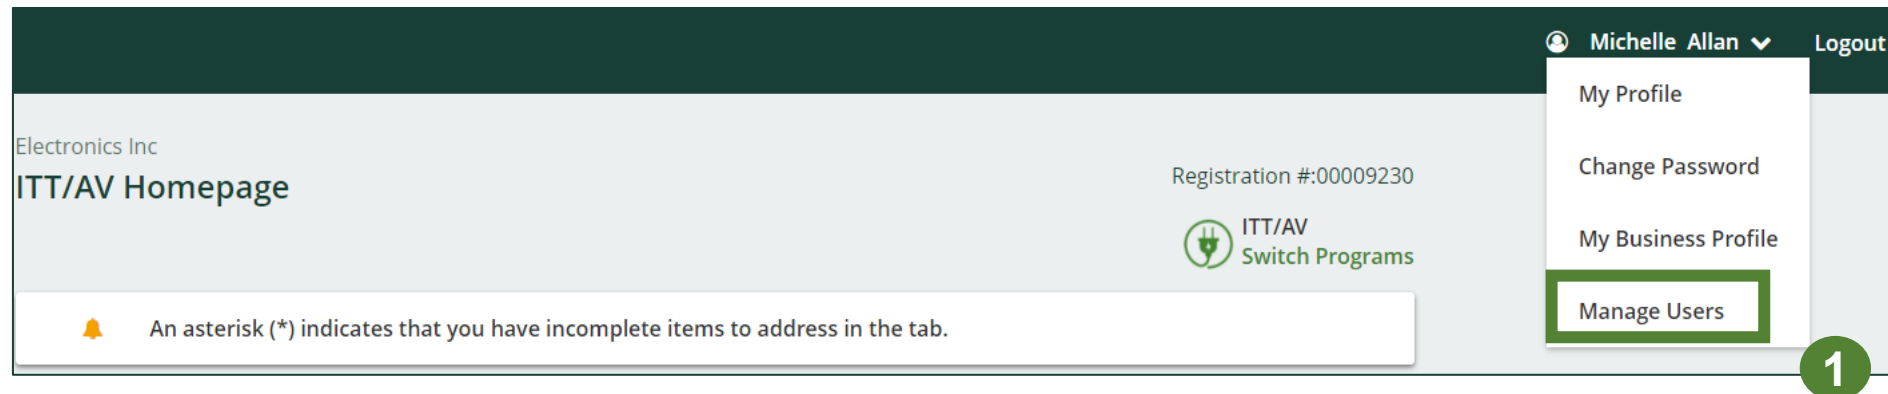 Michelle Allan
Logout
My Profile
Change Password
My Business Profile
Manage Users
Electronics Inc
ITT/AV Homepage
Registration #:00009230
ITT/AV
Switch Programs
An asterisk (*) indicates that you have incomplete items to address in the tab.
1